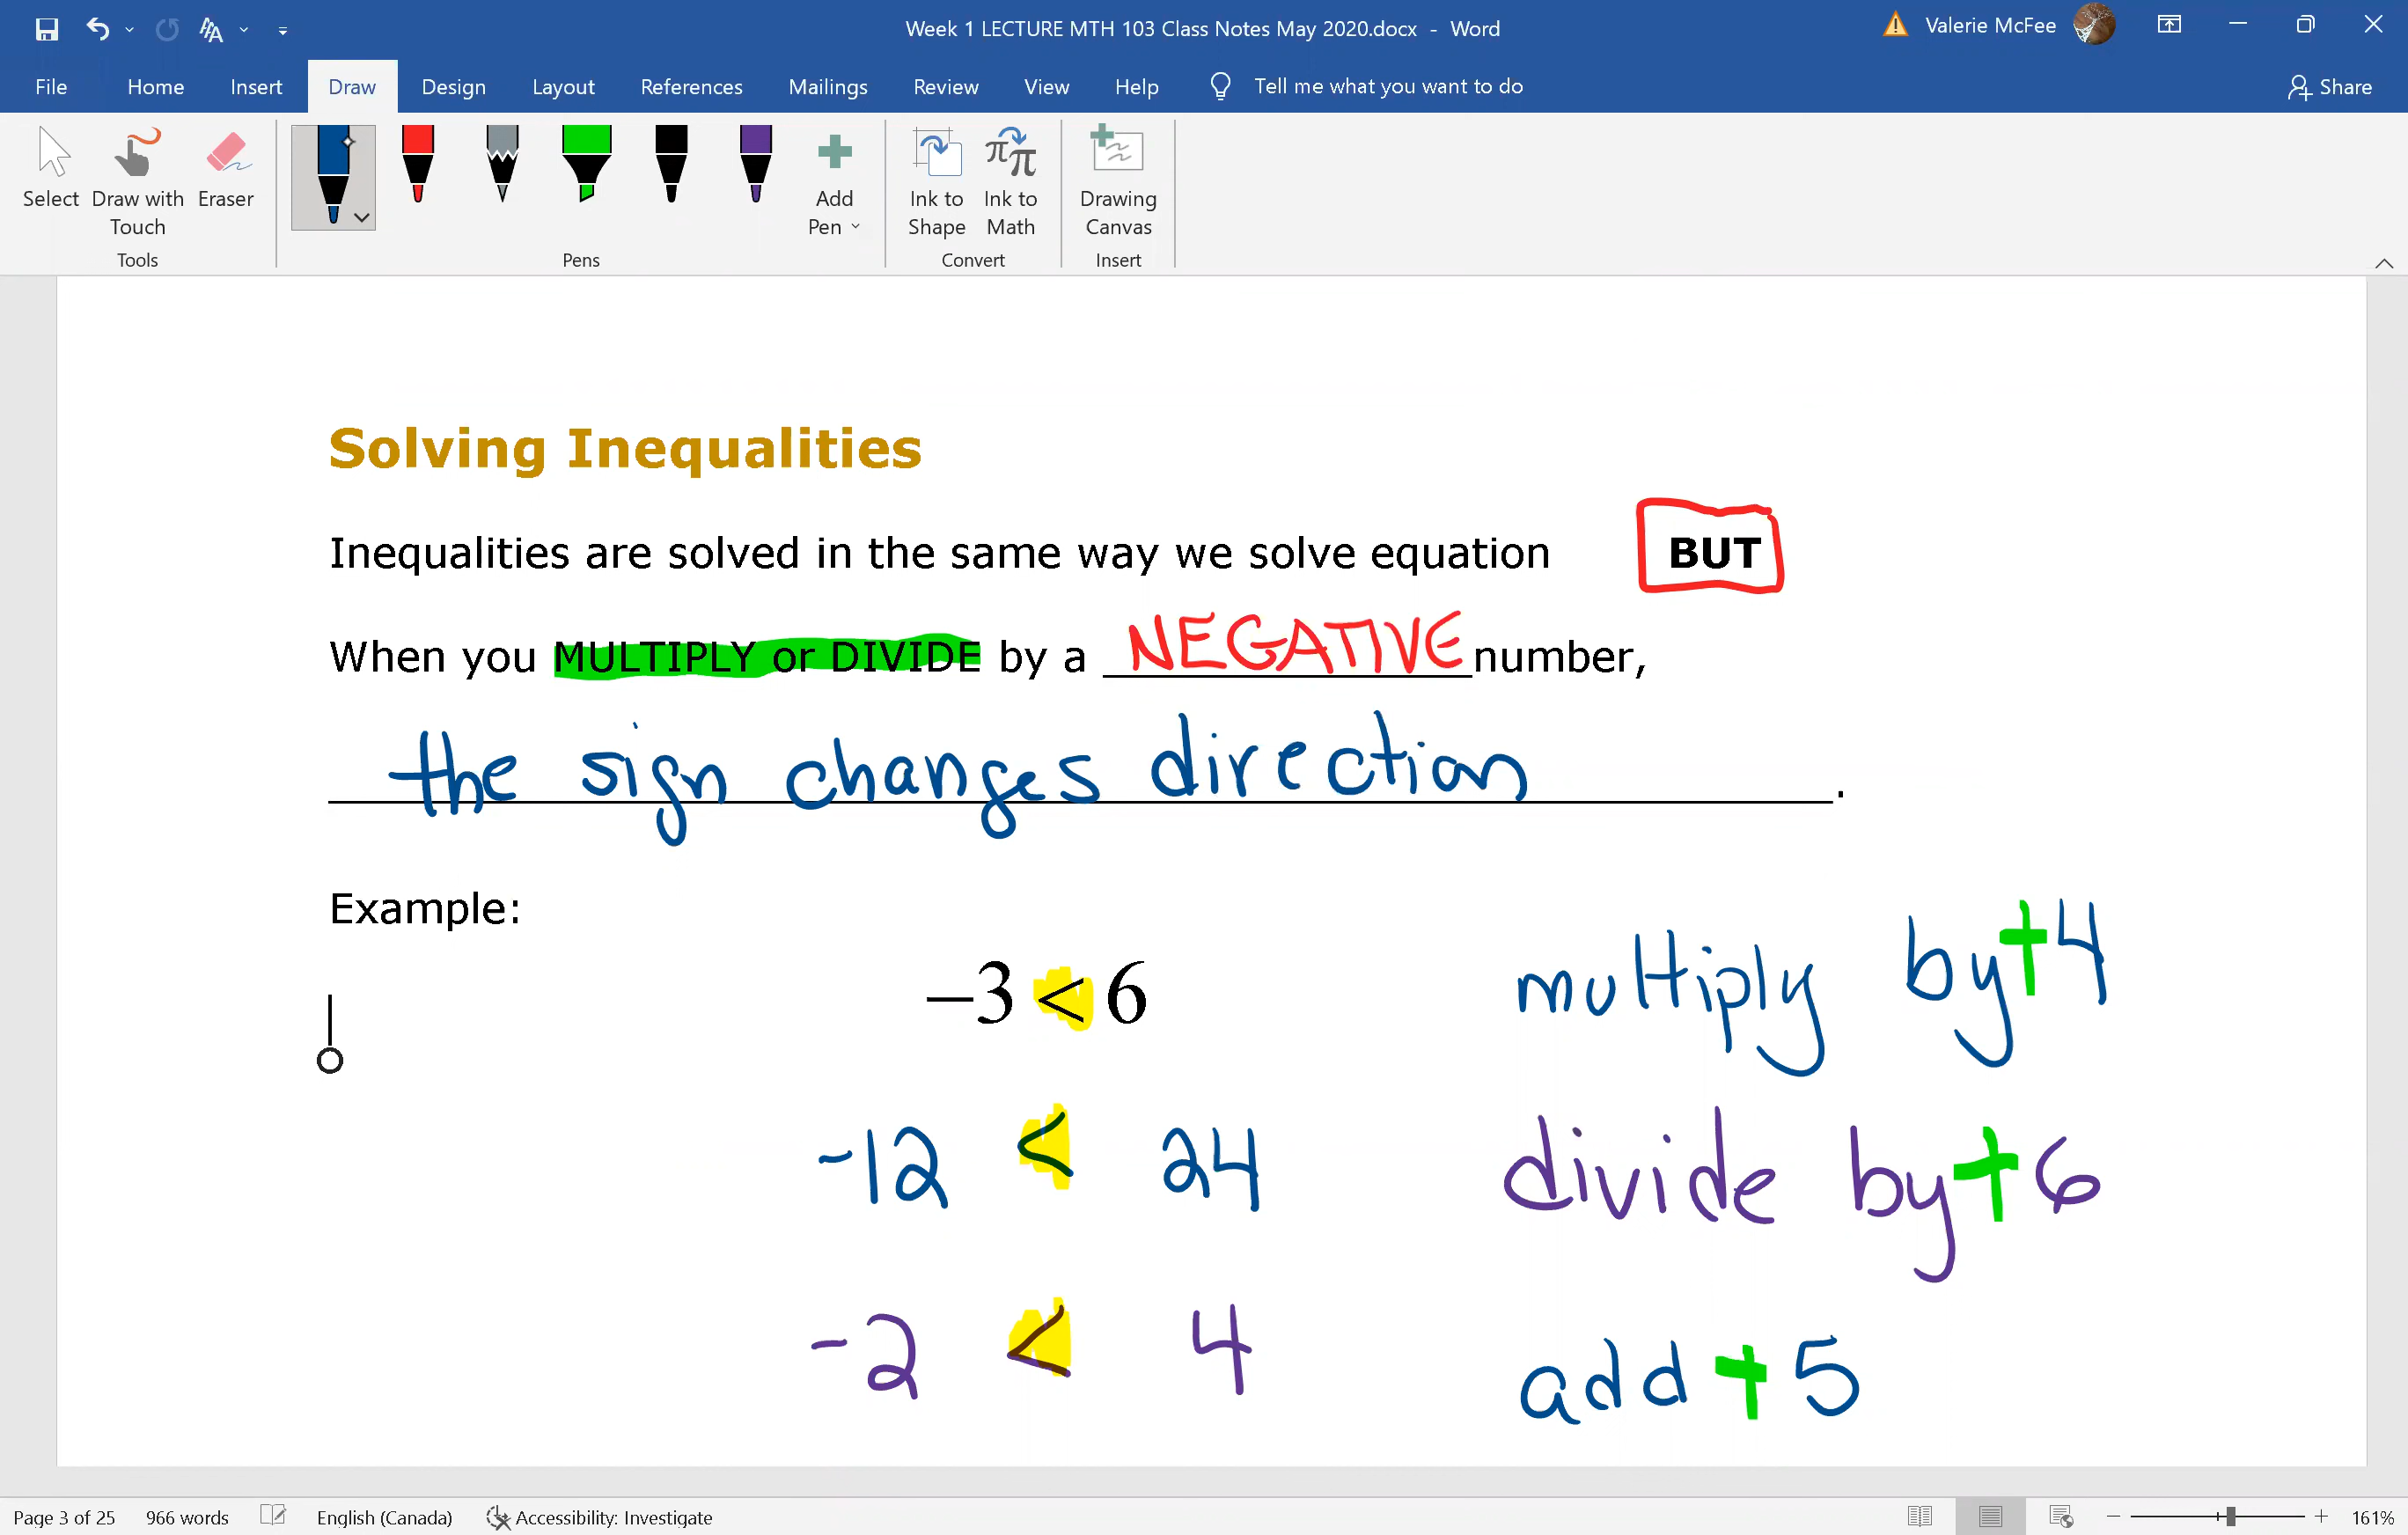 Week 1 LECTURE MTH 103 Class Notes May 2020.docx - Word
Valerie McFee
File Home Insert Draw Design Layout References Mailings Review View Help Tell me what you want to do Share
Select Draw with Touch Eraser Add Pen Ink to Shape Ink to Math Drawing Canvas
Tools Pens Convert Insert
Solving Inequalities
Inequalities are solved in the same way we solve equation BUT
When you MULTIPLY or DIVIDE by a NEGATIVE number,
the sign changes direction.
Example:
−3 < 6 multiply by +4
-12 < 24 divide by +6
-2 < 4 add +5
Page 3 of 25 966 words English (Canada) Accessibility: Investigate 161%